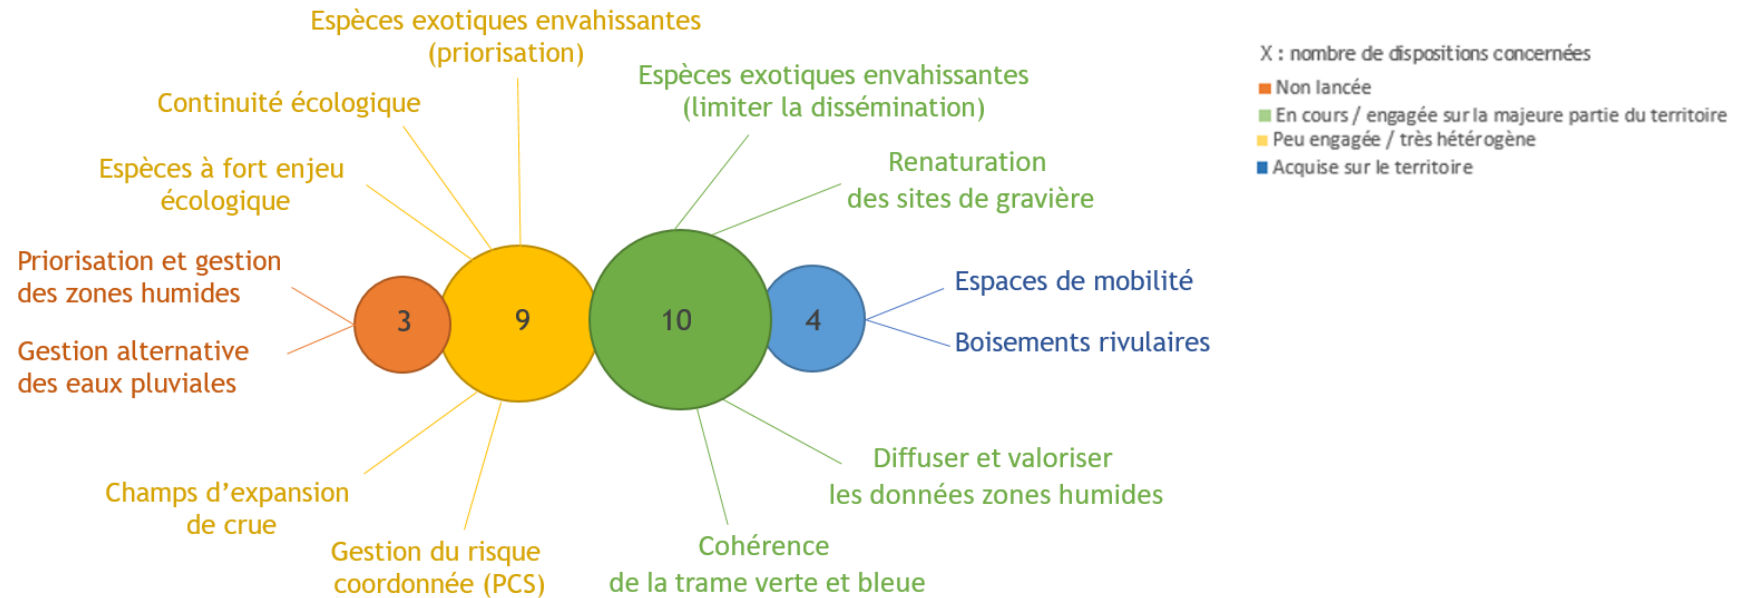 Espèces exotiques envahissantes
(priorisation)
Continuité écologique
Espèces à fort enjeu
écologique
Priorisation et gestion
des zones humides
Gestion alternative
des eaux pluviales
Champs d’expansion
de crue
Gestion du risque
coordonnée (PCS)
3
9
10
4
Espèces exotiques envahissantes
(limiter la dissémination)
Renaturation
des sites de gravière
Espaces de mobilité
Boisements rivulaires
Diffuser et valoriser
les données zones humides
Cohérence
de la trame verte et bleue
X : nombre de dispositions concernées
Non lancée
En cours / engagée sur la majeure partie du territoire
Peu engagée / très hétérogène
Acquise sur le territoire